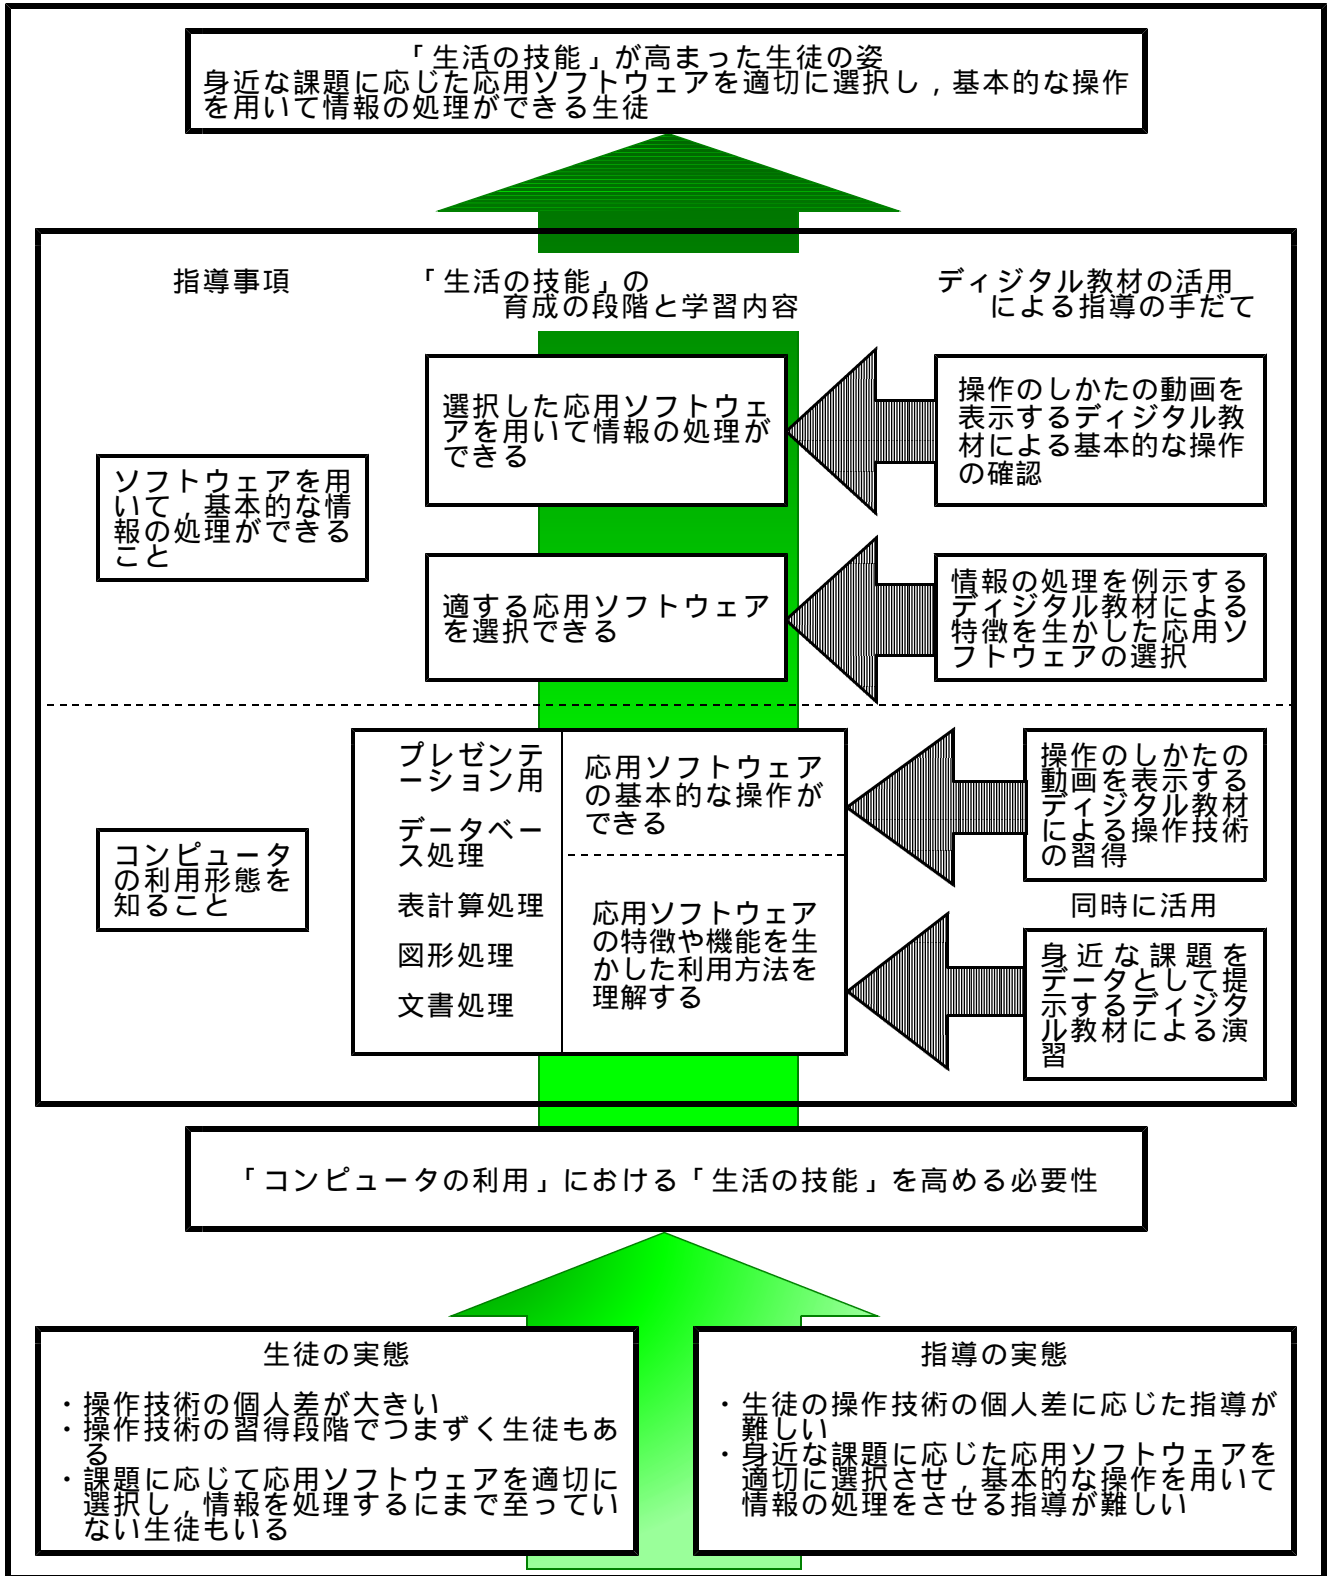 「生活の技能」が高まった生徒の姿
身近な課題に応じた応用ソフトウェアを適切に選択し，基本的な操作
を用いて情報の処理ができる生徒
指導事項
「生活の技能」の
育成の段階と学習内容
ディジタル教材の活用
による指導の手だて
ソフトウェアを用
いて，基本的な情
報の処理ができる
こと
選択した応用ソフトウェ
アを用いて情報の処理が
できる
操作のしかたの動画を
表示するディジタル教
材による基本的な操作
の確認
適する応用ソフトウェア
を選択できる
情報の処理を例示する
ディジタル教材による
特徴を生かした応用ソ
フトウェアの選択
コンピュータ
の利用形態を
知ること
プレゼンテ
ーション用
データベー
ス処理
表計算処理
図形処理
文書処理
応用ソフトウェア
の基本的な操作が
できる
応用ソフトウェア
の特徴や機能を生
かした利用方法を
理解する
操作のしかたの
動画を表示する
ディジタル教材
による操作技術
の習得
同時に活用
身近な課題を
データとして提
示するディジタ
ル教材による演
習
「コンピュータの利用」における「生活の技能」を高める必要性
生徒の実態
・操作技術の個人差が大きい
・操作技術の習得段階でつまずく生徒もあ
る
・課題に応じて応用ソフトウェアを適切に
選択し，情報を処理するにまで至ってい
ない生徒もいる
指導の実態
・生徒の操作技術の個人差に応じた指導が
難しい
・身近な課題に応じた応用ソフトウェアを
適切に選択させ，基本的な操作を用いて
情報の処理をさせる指導が難しい